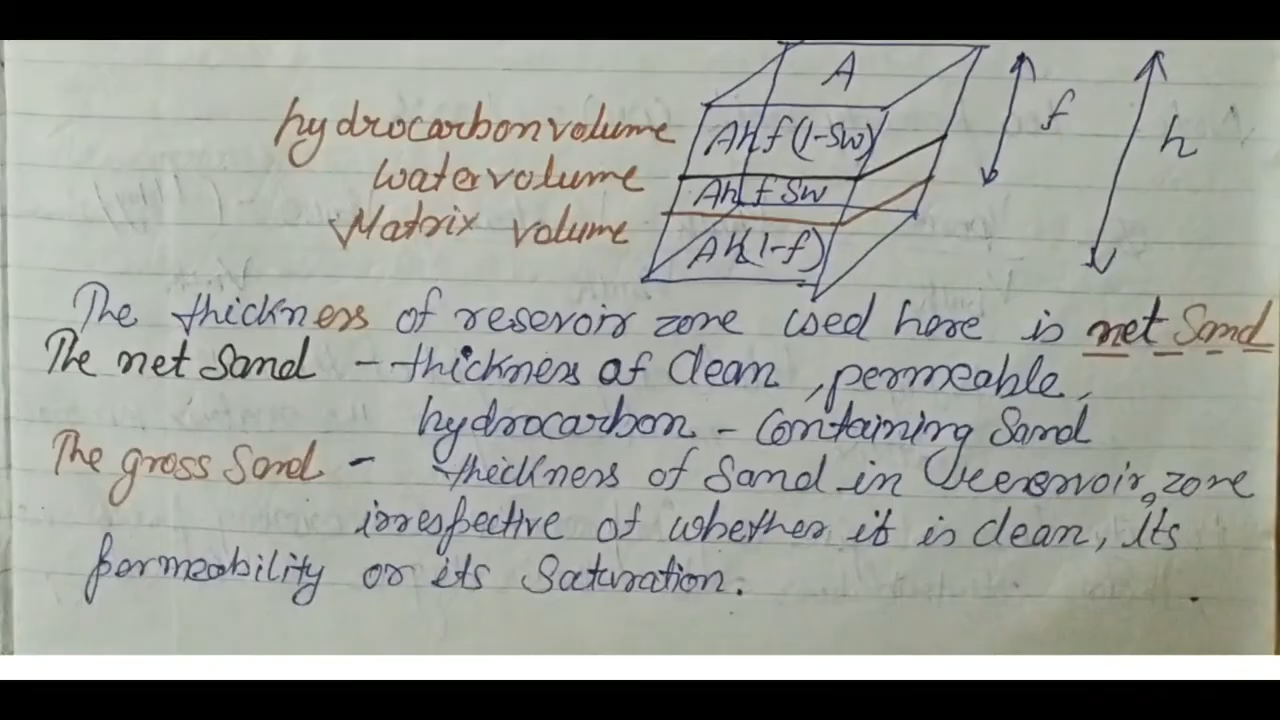 A
hydrocarbon volume Ahf(1-Sw) f h
water volume Ahf Sw
Matrix volume Ah(1-f)
The thickness of reservoir zone used here is net Sand
The net Sand - thickness of Clean, permeable,
hydrocarbon - Containing Sand
The gross Sand - thickness of Sand in reservoir zone
irrespective of whether it is clean, its
permeability or its Saturation.